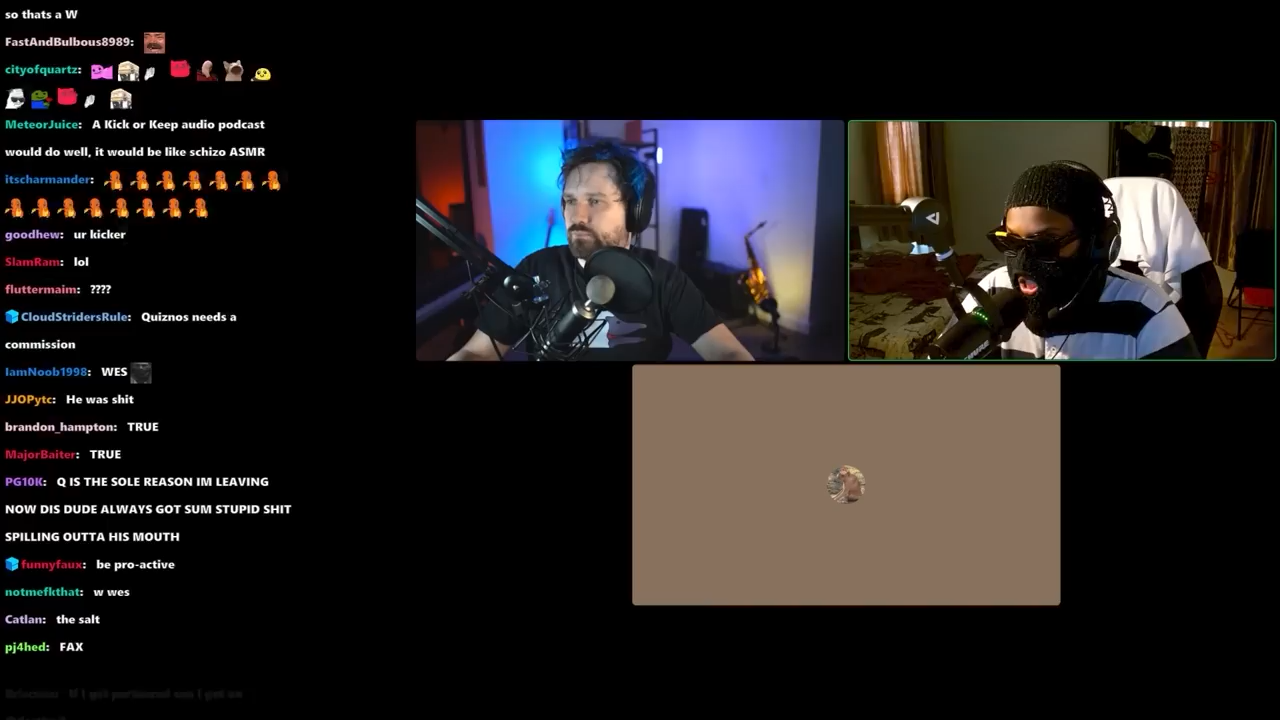 so thats a W
FastAndBulbous8989:
cityofquartz:
MeteorJuice: A Kick or Keep audio podcast
would do well, it would be like schizo ASMR
itscharmander:
goodhew: ur kicker
SlamRam: lol
fluttermaim: ????
CloudStridersRule: Quiznos needs a
commission
IamNoob1998: WES
JJOPytc: He was shit
brandon_hampton: TRUE
MajorBaiter: TRUE
PG10K: Q IS THE SOLE REASON IM LEAVING
NOW DIS DUDE ALWAYS GOT SUM STUPID SHIT
SPILLING OUTTA HIS MOUTH
funnyfaux: be pro-active
notmefkthat: w wes
Catlan: the salt
pj4hed: FAX